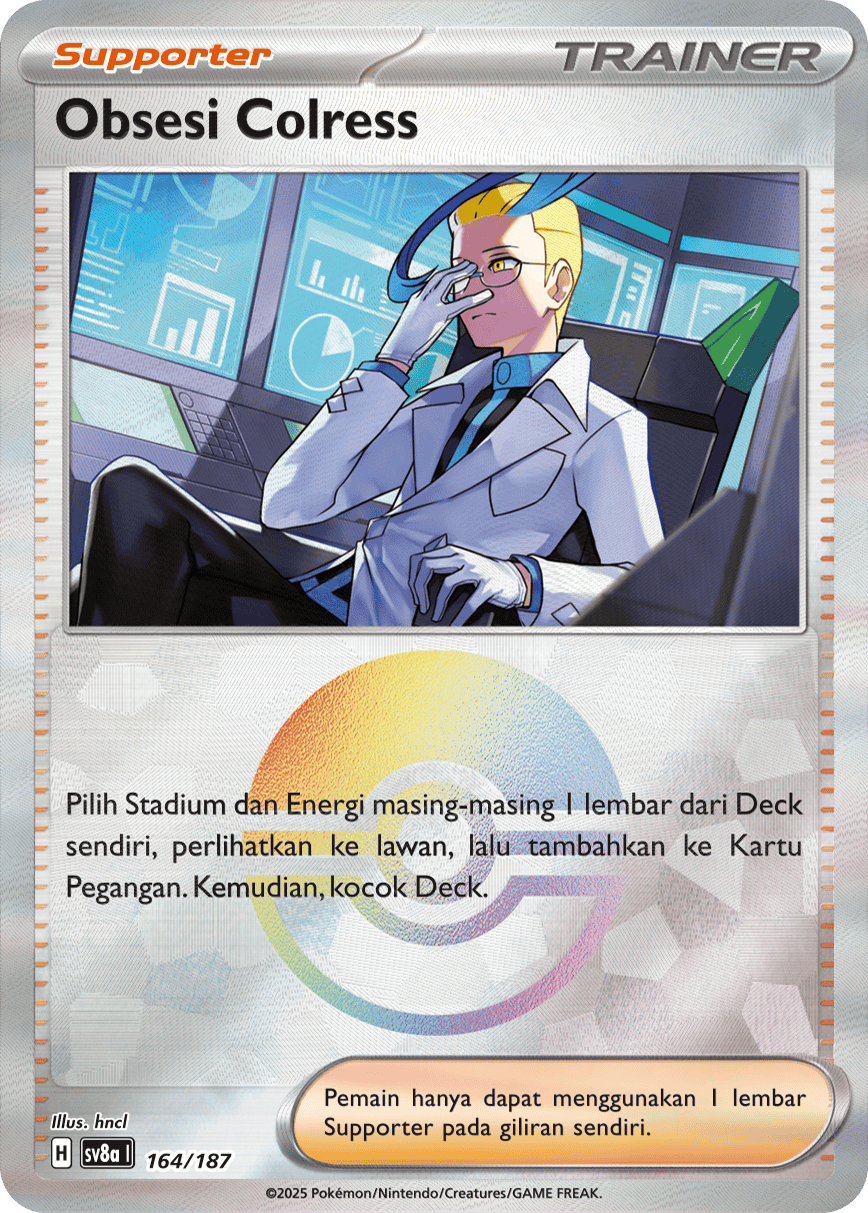 Supporter
TRAINER
Obsesi Colress
Pilih Stadium dan Energi masing-masing 1 lembar dari Deck
sendiri, perlihatkan ke lawan, lalu tambahkan ke Kartu
Pegangan. Kemudian, kocok Deck.
Pemain hanya dapat menggunakan 1 lembar
Supporter pada giliran sendiri.
Illus. hncl
H sv8a I 164/187
©2025 Pokémon/Nintendo/Creatures/GAME FREAK.